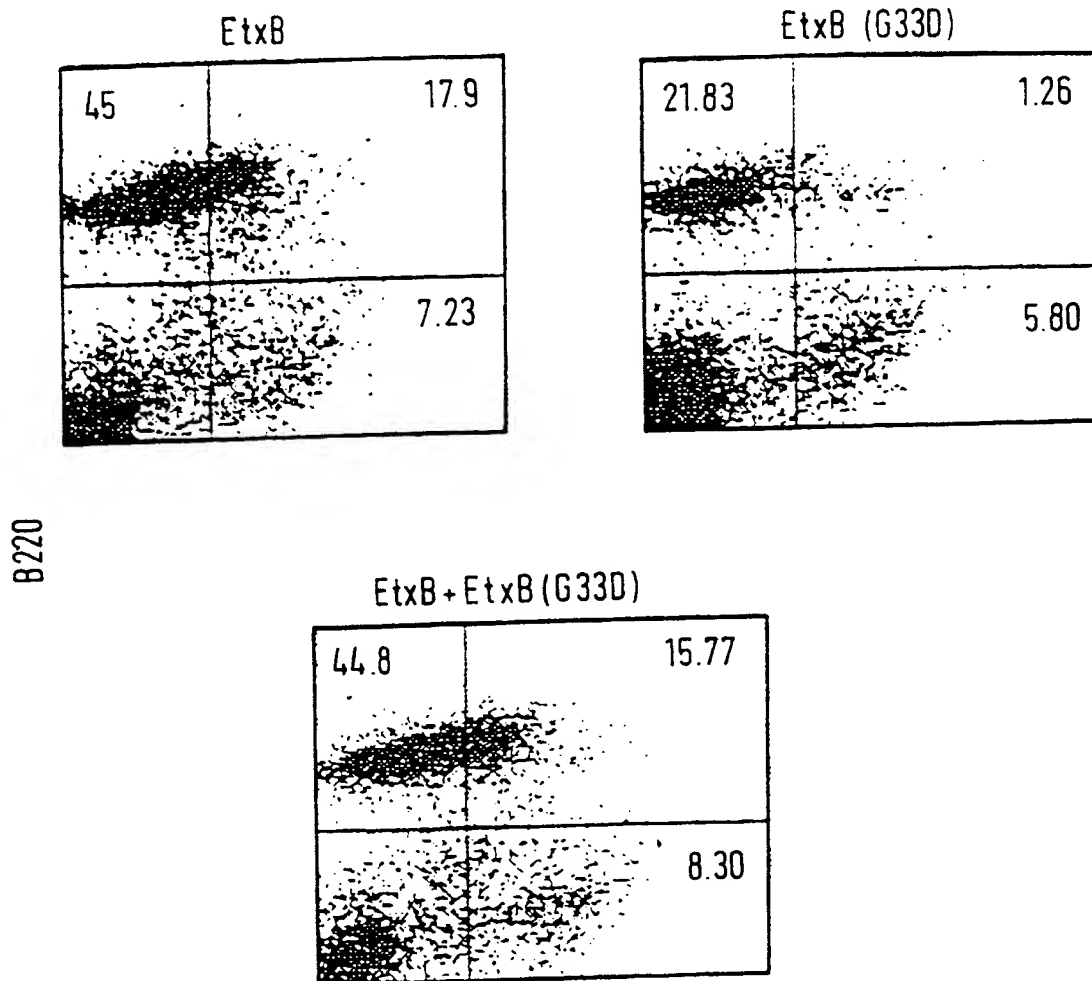 EtxB
EtxB (G33D)
45 17.9
21.83 1.26
7.23
5.80
B220
EtxB + EtxB (G33D)
44.8 15.77
8.30